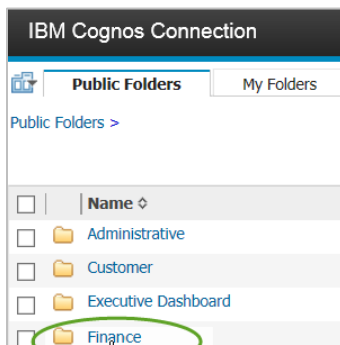 IBM Cognos Connection
Public Folders My Folders
Public Folders >
Name
Administrative
Customer
Executive Dashboard
Finance